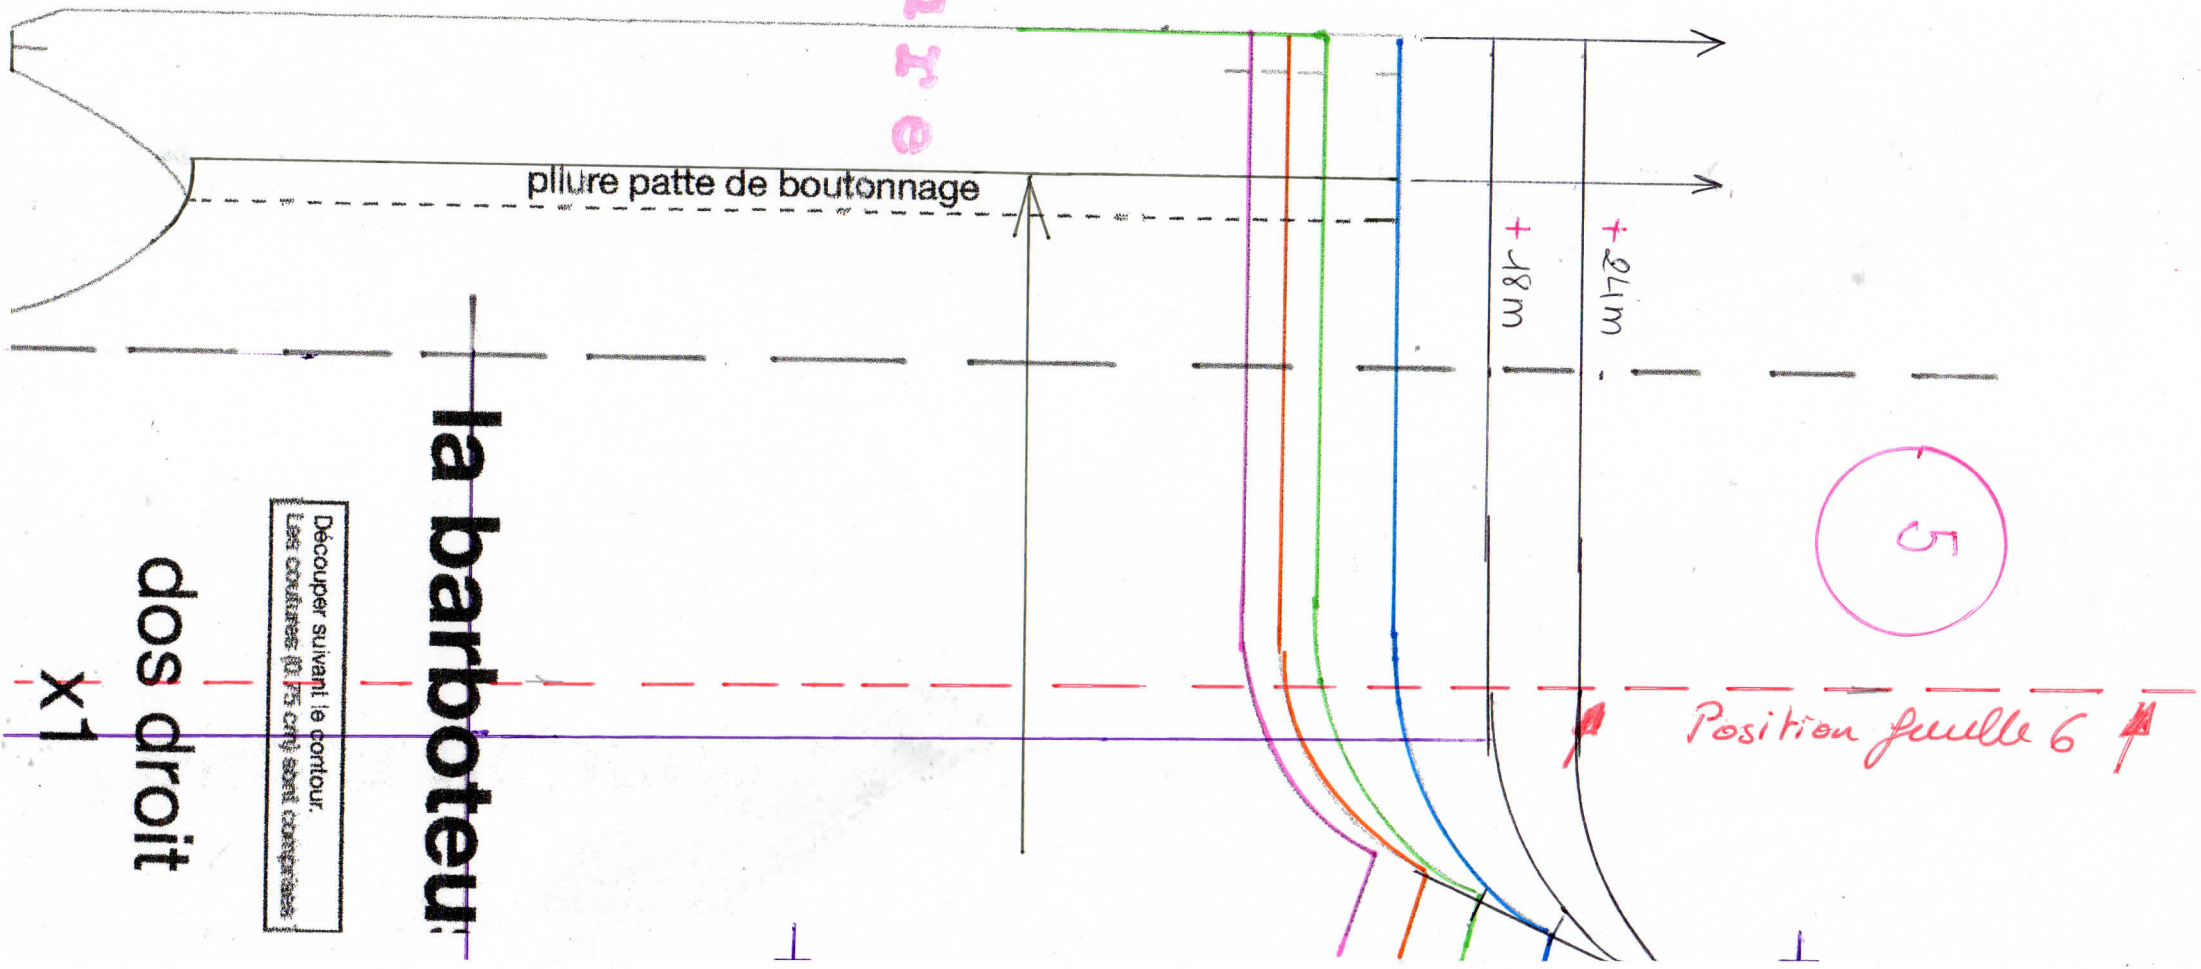 u
r
e
pliure patte de boutonnage
+ 18m
+ 24m
5
la barboteu
Découper suivant le contour.
Les coutures (0.75 cm) sont comprises
dos droit
x1
Position feuille 6